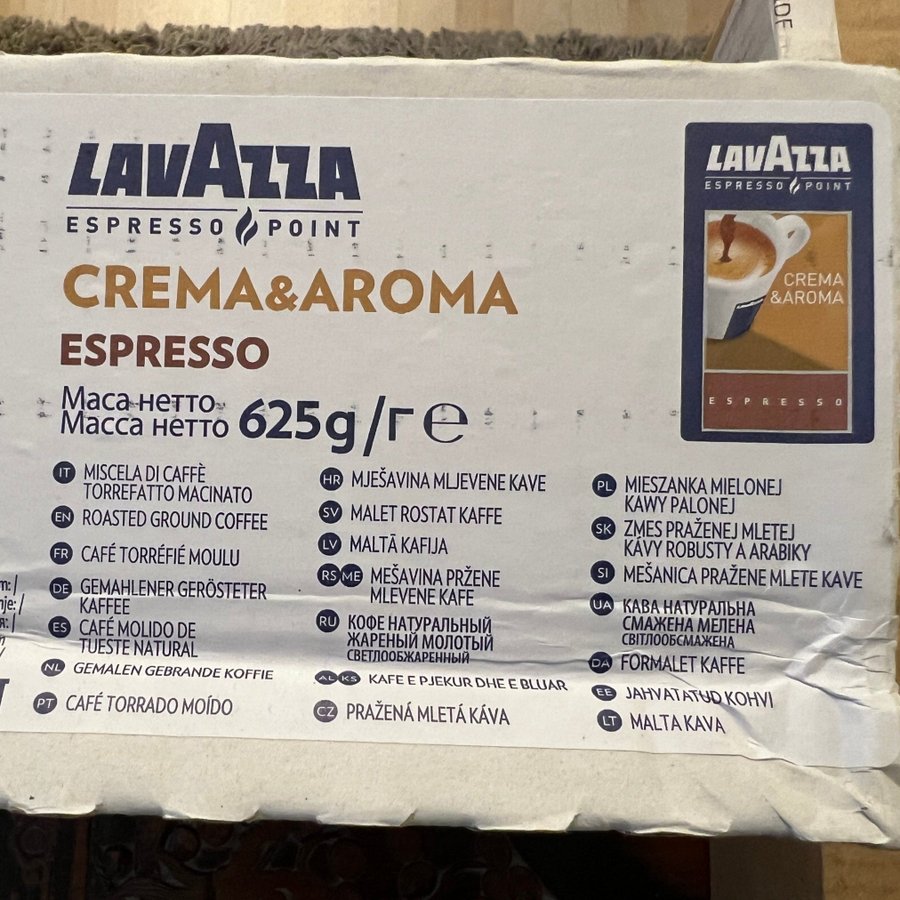 LAVAZZA
ESPRESSO POINT
CREMA&AROMA
ESPRESSO
Маса нетто
Масса нетто 625g/г ℮
IT MISCELA DI CAFFÈ
TORREFATTO MACINATO
EN ROASTED GROUND COFFEE
FR CAFÉ TORRÉFIÉ MOULU
DE GEMAHLENER GERÖSTETER
KAFFEE
ES CAFÉ MOLIDO DE
TUESTE NATURAL
NL GEMALEN GEBRANDE KOFFIE
PT CAFÉ TORRADO MOÍDO
HR MJEŠAVINA MLJEVENE KAVE
SV MALET ROSTAT KAFFE
LV MALTĀ KAFIJA
RS ME MEŠAVINA PRŽENE
MLEVENE KAFE
RU КОФЕ НАТУРАЛЬНЫЙ
ЖАРЕНЫЙ МОЛОТЫЙ
СВЕТЛООБЖАРЕННЫЙ
AL KS KAFE E PJEKUR DHE E BLUAR
CZ PRAŽENÁ MLETÁ KÁVA
PL MIESZANKA MIELONEJ
KAWY PALONEJ
SK ZMES PRAŽENEJ MLETEJ
KÁVY ROBUSTY A ARABIKY
SI MEŠANICA PRAŽENE MLETE KAVE
UA КАВА НАТУРАЛЬНА
СМАЖЕНА МЕЛЕНА
СВІТЛООБСМАЖЕНА
DA FORMALET KAFFE
EE JAHVATATUD KOHVI
LT MALTA KAVA
LAVAZZA
ESPRESSO POINT
CREMA
&AROMA
ESPRESSO